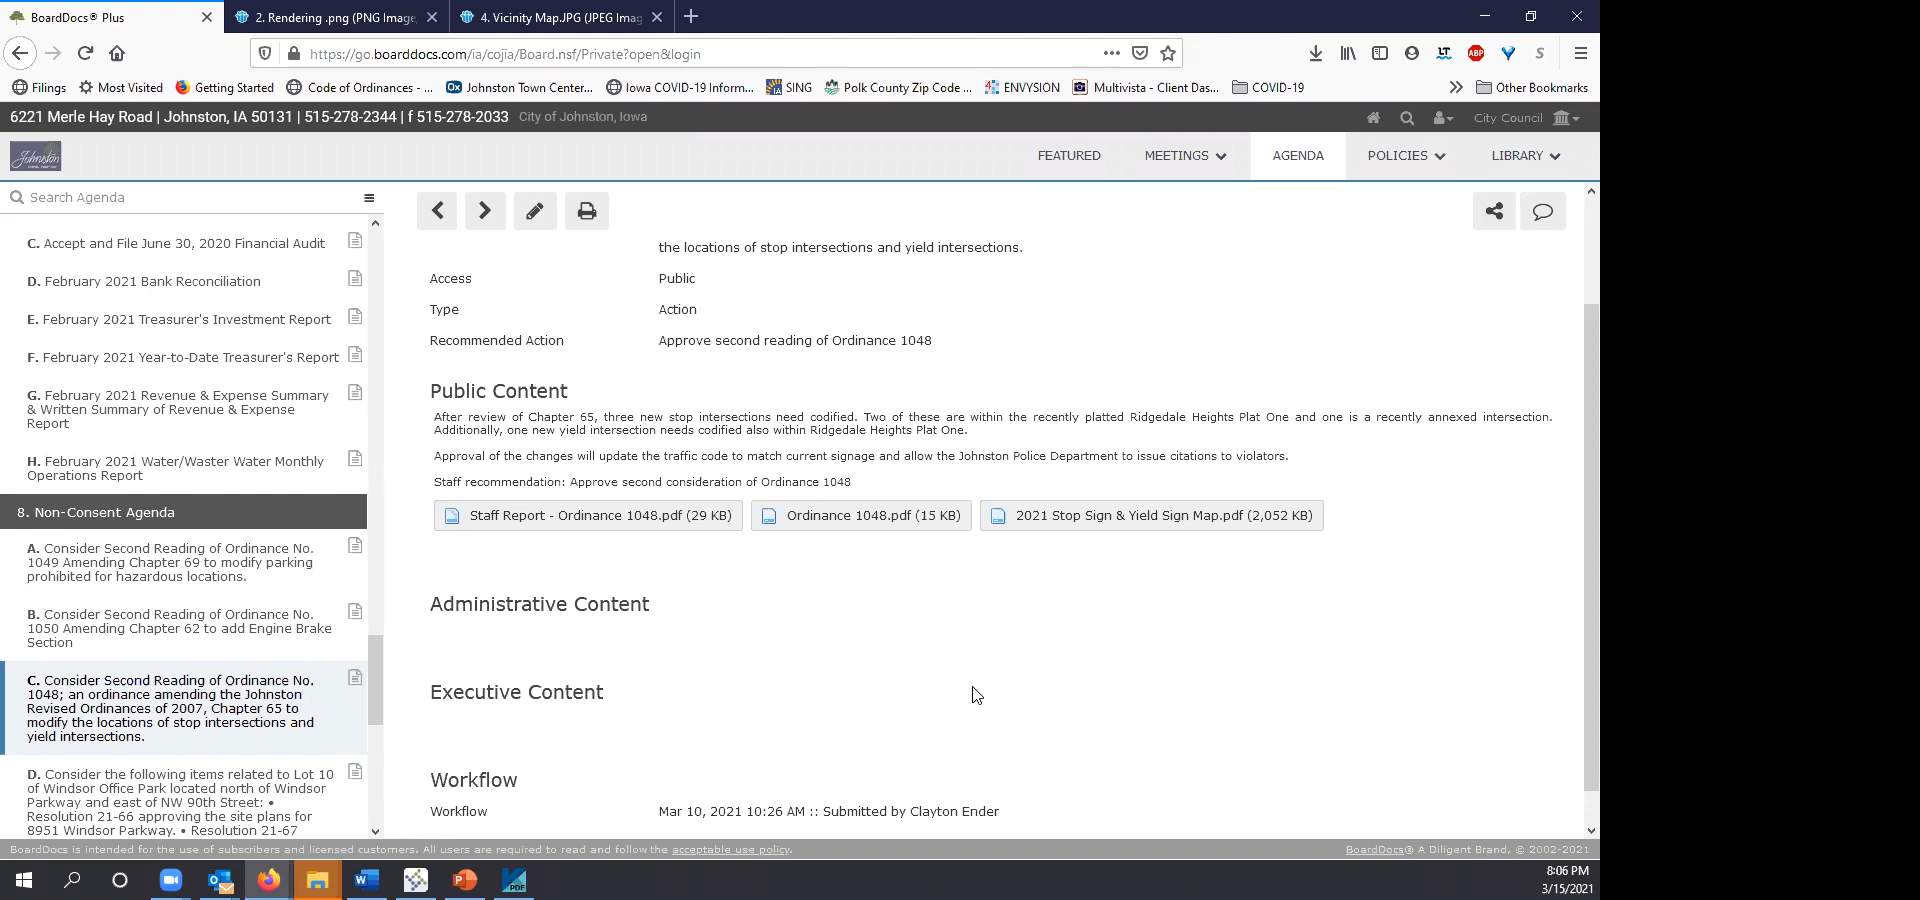 BoardDocs® Plus
2. Rendering .png (PNG Image,
4. Vicinity Map.JPG (JPEG Imag
https://go.boarddocs.com/ia/cojia/Board.nsf/Private?open&login
Filings
Most Visited
Getting Started
Code of Ordinances - ...
Johnston Town Center...
Iowa COVID-19 Inform...
SING
Polk County Zip Code ...
ENVYSION
Multivista - Client Das...
COVID-19
Other Bookmarks
6221 Merle Hay Road | Johnston, IA 50131 | 515-278-2344 | f 515-278-2033 City of Johnston, Iowa
City Council
Johnston
FEATURED
MEETINGS
AGENDA
POLICIES
LIBRARY
Search Agenda
C. Accept and File June 30, 2020 Financial Audit
D. February 2021 Bank Reconciliation
E. February 2021 Treasurer's Investment Report
F. February 2021 Year-to-Date Treasurer's Report
G. February 2021 Revenue & Expense Summary
& Written Summary of Revenue & Expense
Report
H. February 2021 Water/Waster Water Monthly
Operations Report
8. Non-Consent Agenda
A. Consider Second Reading of Ordinance No.
1049 Amending Chapter 69 to modify parking
prohibited for hazardous locations.
B. Consider Second Reading of Ordinance No.
1050 Amending Chapter 62 to add Engine Brake
Section
C. Consider Second Reading of Ordinance No.
1048; an ordinance amending the Johnston
Revised Ordinances of 2007, Chapter 65 to
modify the locations of stop intersections and
yield intersections.
D. Consider the following items related to Lot 10
of Windsor Office Park located north of Windsor
Parkway and east of NW 90th Street: •
Resolution 21-66 approving the site plans for
8951 Windsor Parkway. • Resolution 21-67
the locations of stop intersections and yield intersections.
Access Public
Type Action
Recommended Action Approve second reading of Ordinance 1048
Public Content
After review of Chapter 65, three new stop intersections need codified. Two of these are within the recently platted Ridgedale Heights Plat One and one is a recently annexed intersection.
Additionally, one new yield intersection needs codified also within Ridgedale Heights Plat One.
Approval of the changes will update the traffic code to match current signage and allow the Johnston Police Department to issue citations to violators.
Staff recommendation: Approve second consideration of Ordinance 1048
Staff Report - Ordinance 1048.pdf (29 KB)
Ordinance 1048.pdf (15 KB)
2021 Stop Sign & Yield Sign Map.pdf (2,052 KB)
Administrative Content
Executive Content
Workflow
Workflow Mar 10, 2021 10:26 AM :: Submitted by Clayton Ender
BoardDocs is intended for the use of subscribers and licensed customers. All users are required to read and follow the acceptable use policy.
BoardDocs® A Diligent Brand, © 2002-2021
8:06 PM
3/15/2021